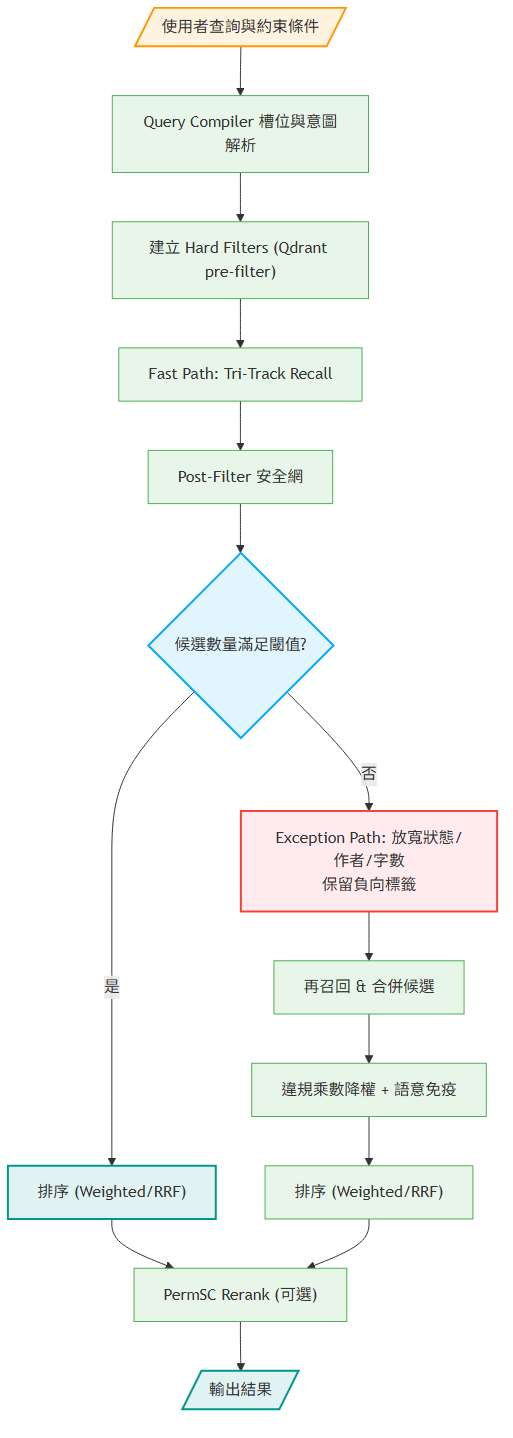 使用者查詢與約束條件
Query Compiler 槽位與意圖
解析
建立 Hard Filters (Qdrant
pre-filter)
Fast Path: Tri-Track Recall
Post-Filter 安全網
候選數量滿足閾值?
否
Exception Path: 放寬狀態/
作者/字數
保留負向標籤
再召回 & 合併候選
是
違規乘數降權 + 語意免疫
排序 (Weighted/RRF)
排序 (Weighted/RRF)
PermSC Rerank (可選)
輸出結果